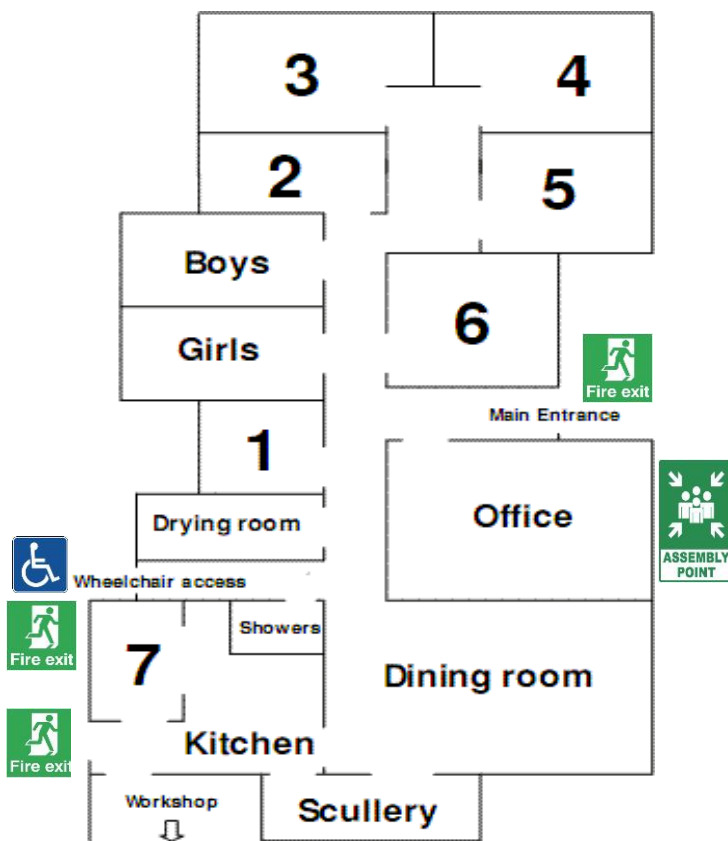 3
4
2
5
Boys
6
Girls
Fire exit
Main Entrance
1
Office
Drying room
ASSEMBLY
POINT
Wheelchair access
Showers
Fire exit
7
Dining room
Kitchen
Fire exit
Workshop
Scullery